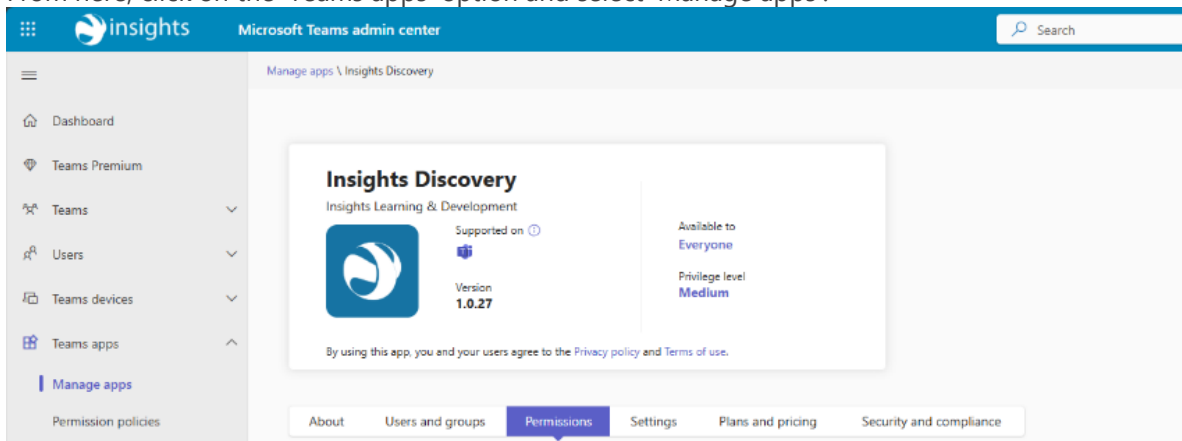 From here, click on the 'Teams apps' option and select 'Manage apps'.
insights Microsoft Teams admin center Search
Manage apps \ Insights Discovery
Dashboard
Teams Premium
Teams
Users
Teams devices
Teams apps
Manage apps
Permission policies
Insights Discovery
Insights Learning & Development
Supported on
Version
1.0.27
Available to
Everyone
Privilege level
Medium
By using this app, you and your users agree to the Privacy policy and Terms of use.
About Users and groups Permissions Settings Plans and pricing Security and compliance